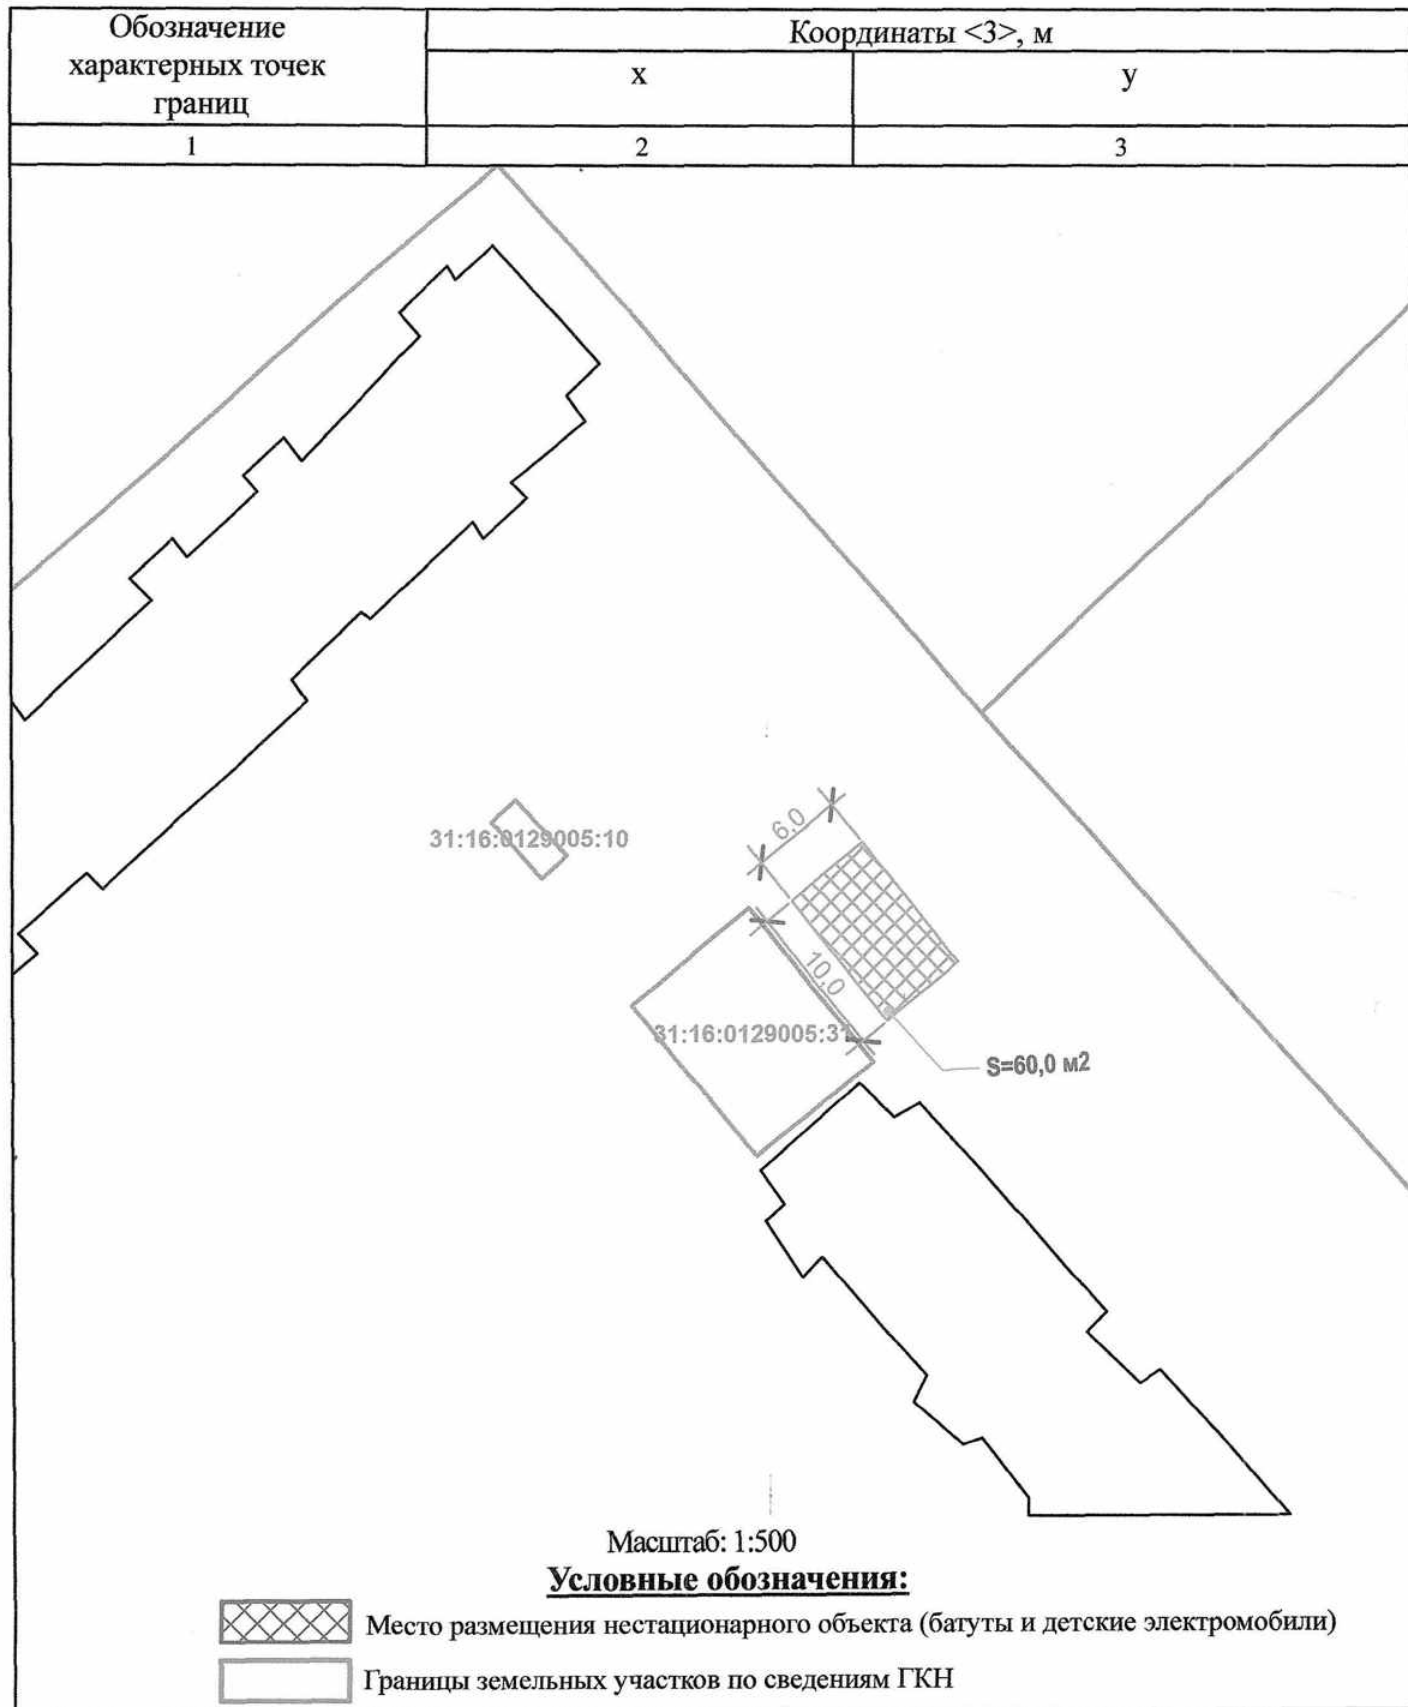 Обозначение
характерных точек
границ
Координаты <3>, м
x
y
1
2
3
31:16:0129005:10
6,0
10,0
31:16:0129005:31
S=60,0 м2
Масштаб: 1:500
Условные обозначения:
Место размещения нестационарного объекта (батуты и детские электромобили)
Границы земельных участков по сведениям ГКН